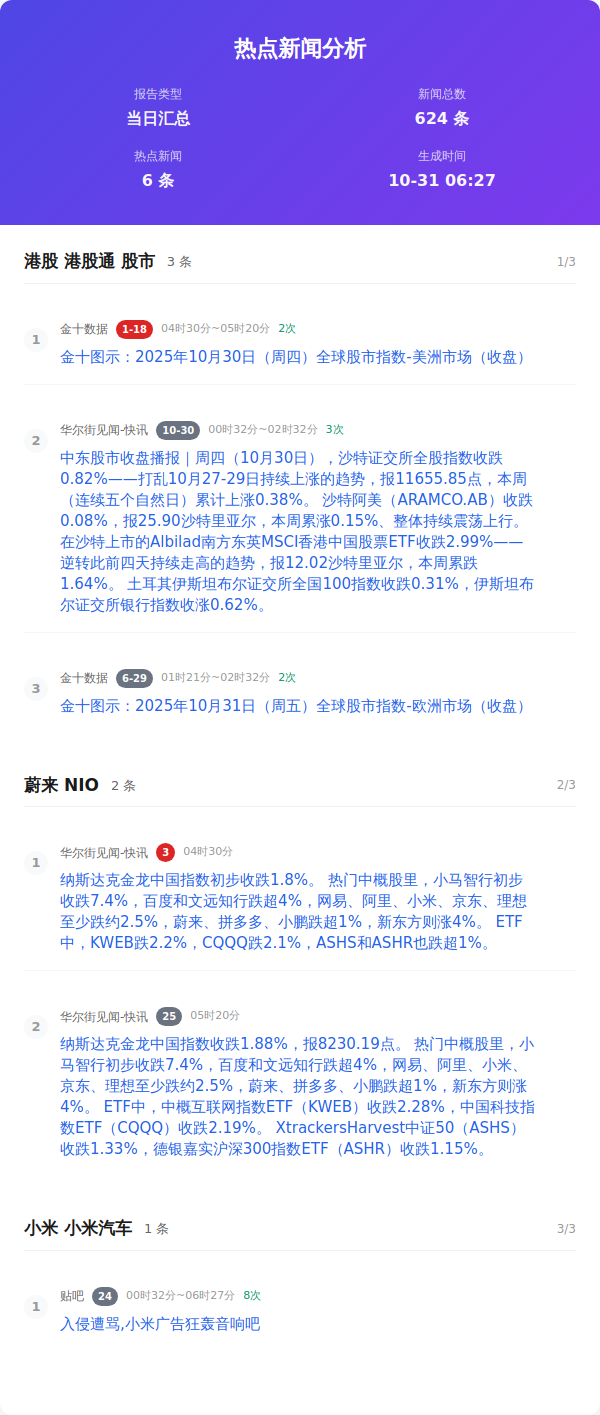 热点新闻分析
报告类型
当日汇总
新闻总数
624 条
热点新闻
6 条
生成时间
10-31 06:27
港股 港股通 股市 3 条 1/3
1 金十数据 1-18 04时30分~05时20分 2次
金十图示：2025年10月30日（周四）全球股市指数-美洲市场（收盘）
2 华尔街见闻-快讯 10-30 00时32分~02时32分 3次
中东股市收盘播报｜周四（10月30日），沙特证交所全股指数收跌
0.82%——打乱10月27-29日持续上涨的趋势，报11655.85点，本周
（连续五个自然日）累计上涨0.38%。 沙特阿美（ARAMCO.AB）收跌
0.08%，报25.90沙特里亚尔，本周累涨0.15%、整体持续震荡上行。
在沙特上市的Albilad南方东英MSCI香港中国股票ETF收跌2.99%——
逆转此前四天持续走高的趋势，报12.02沙特里亚尔，本周累跌
1.64%。 土耳其伊斯坦布尔证交所全国100指数收跌0.31%，伊斯坦布
尔证交所银行指数收涨0.62%。
3 金十数据 6-29 01时21分~02时32分 2次
金十图示：2025年10月31日（周五）全球股市指数-欧洲市场（收盘）
蔚来 NIO 2 条 2/3
1 华尔街见闻-快讯 3 04时30分
纳斯达克金龙中国指数初步收跌1.8%。 热门中概股里，小马智行初步
收跌7.4%，百度和文远知行跌超4%，网易、阿里、小米、京东、理想
至少跌约2.5%，蔚来、拼多多、小鹏跌超1%，新东方则涨4%。 ETF
中，KWEB跌2.2%，CQQQ跌2.1%，ASHS和ASHR也跌超1%。
2 华尔街见闻-快讯 25 05时20分
纳斯达克金龙中国指数收跌1.88%，报8230.19点。 热门中概股里，小
马智行初步收跌7.4%，百度和文远知行跌超4%，网易、阿里、小米、
京东、理想至少跌约2.5%，蔚来、拼多多、小鹏跌超1%，新东方则涨
4%。 ETF中，中概互联网指数ETF（KWEB）收跌2.28%，中国科技指
数ETF（CQQQ）收跌2.19%。 XtrackersHarvest中证50（ASHS）
收跌1.33%，德银嘉实沪深300指数ETF（ASHR）收跌1.15%。
小米 小米汽车 1 条 3/3
1 贴吧 24 00时32分~06时27分 8次
入侵遭骂,小米广告狂轰音响吧